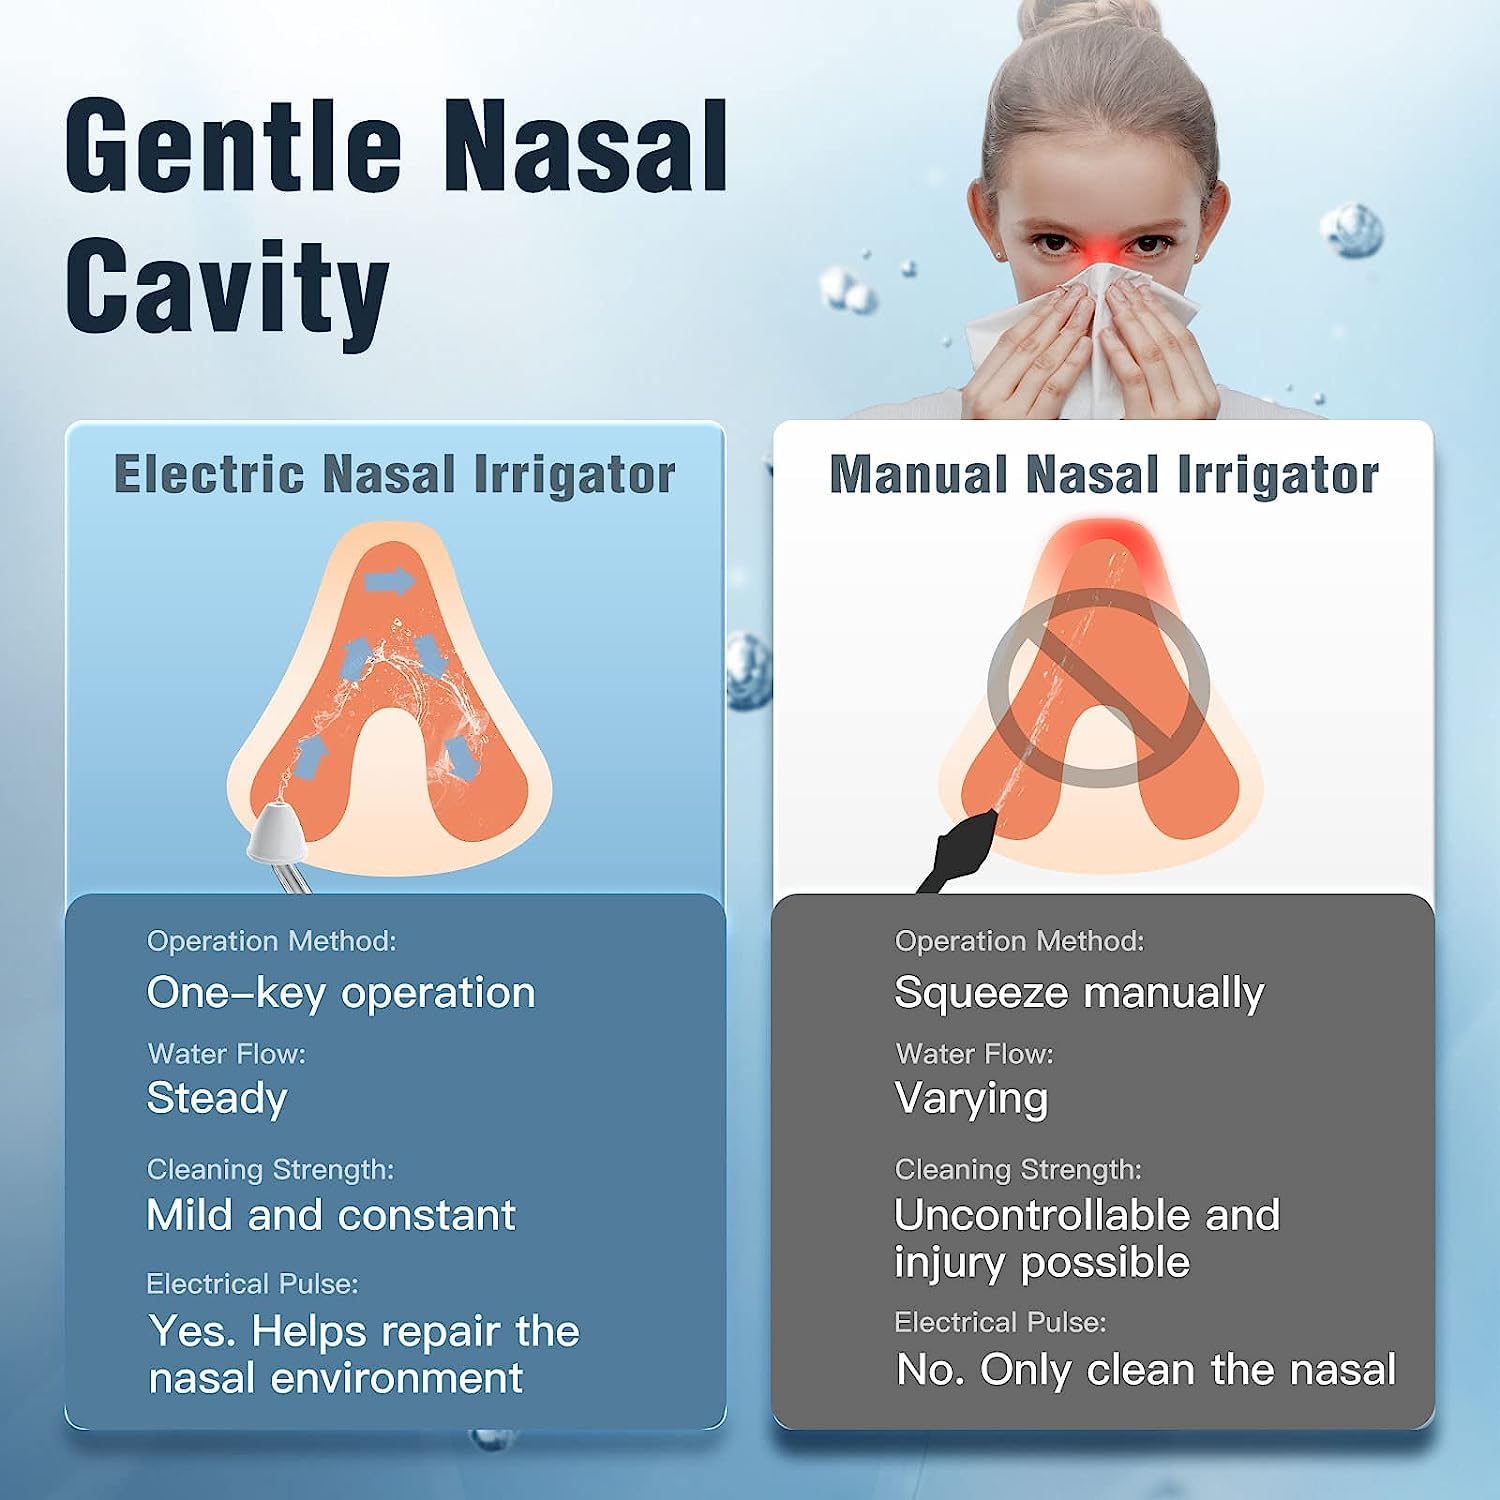 Gentle Nasal
Cavity
Electric Nasal Irrigator
Operation Method:
One-key operation
Water Flow:
Steady
Cleaning Strength:
Mild and constant
Electrical Pulse:
Yes. Helps repair the
nasal environment
Manual Nasal Irrigator
Operation Method:
Squeeze manually
Water Flow:
Varying
Cleaning Strength:
Uncontrollable and
injury possible
Electrical Pulse:
No. Only clean the nasal